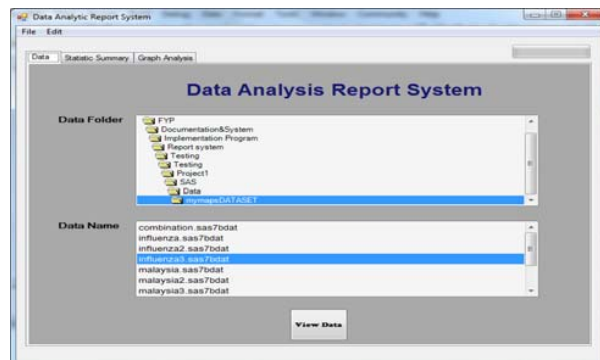 Data Analytic Report System
File Edit
Data Statistic Summary Graph Analysis
Data Analysis Report System
Data Folder
FYP
Documentation&System
Implementation Program
Report system
Testing
Testing
Project1
SAS
Data
mymapsDATASET
Data Name
combination.sas7bdat
influenza.sas7bdat
influenza2.sas7bdat
influenza3.sas7bdat
malaysia.sas7bdat
malaysia2.sas7bdat
malaysia3.sas7bdat
View Data